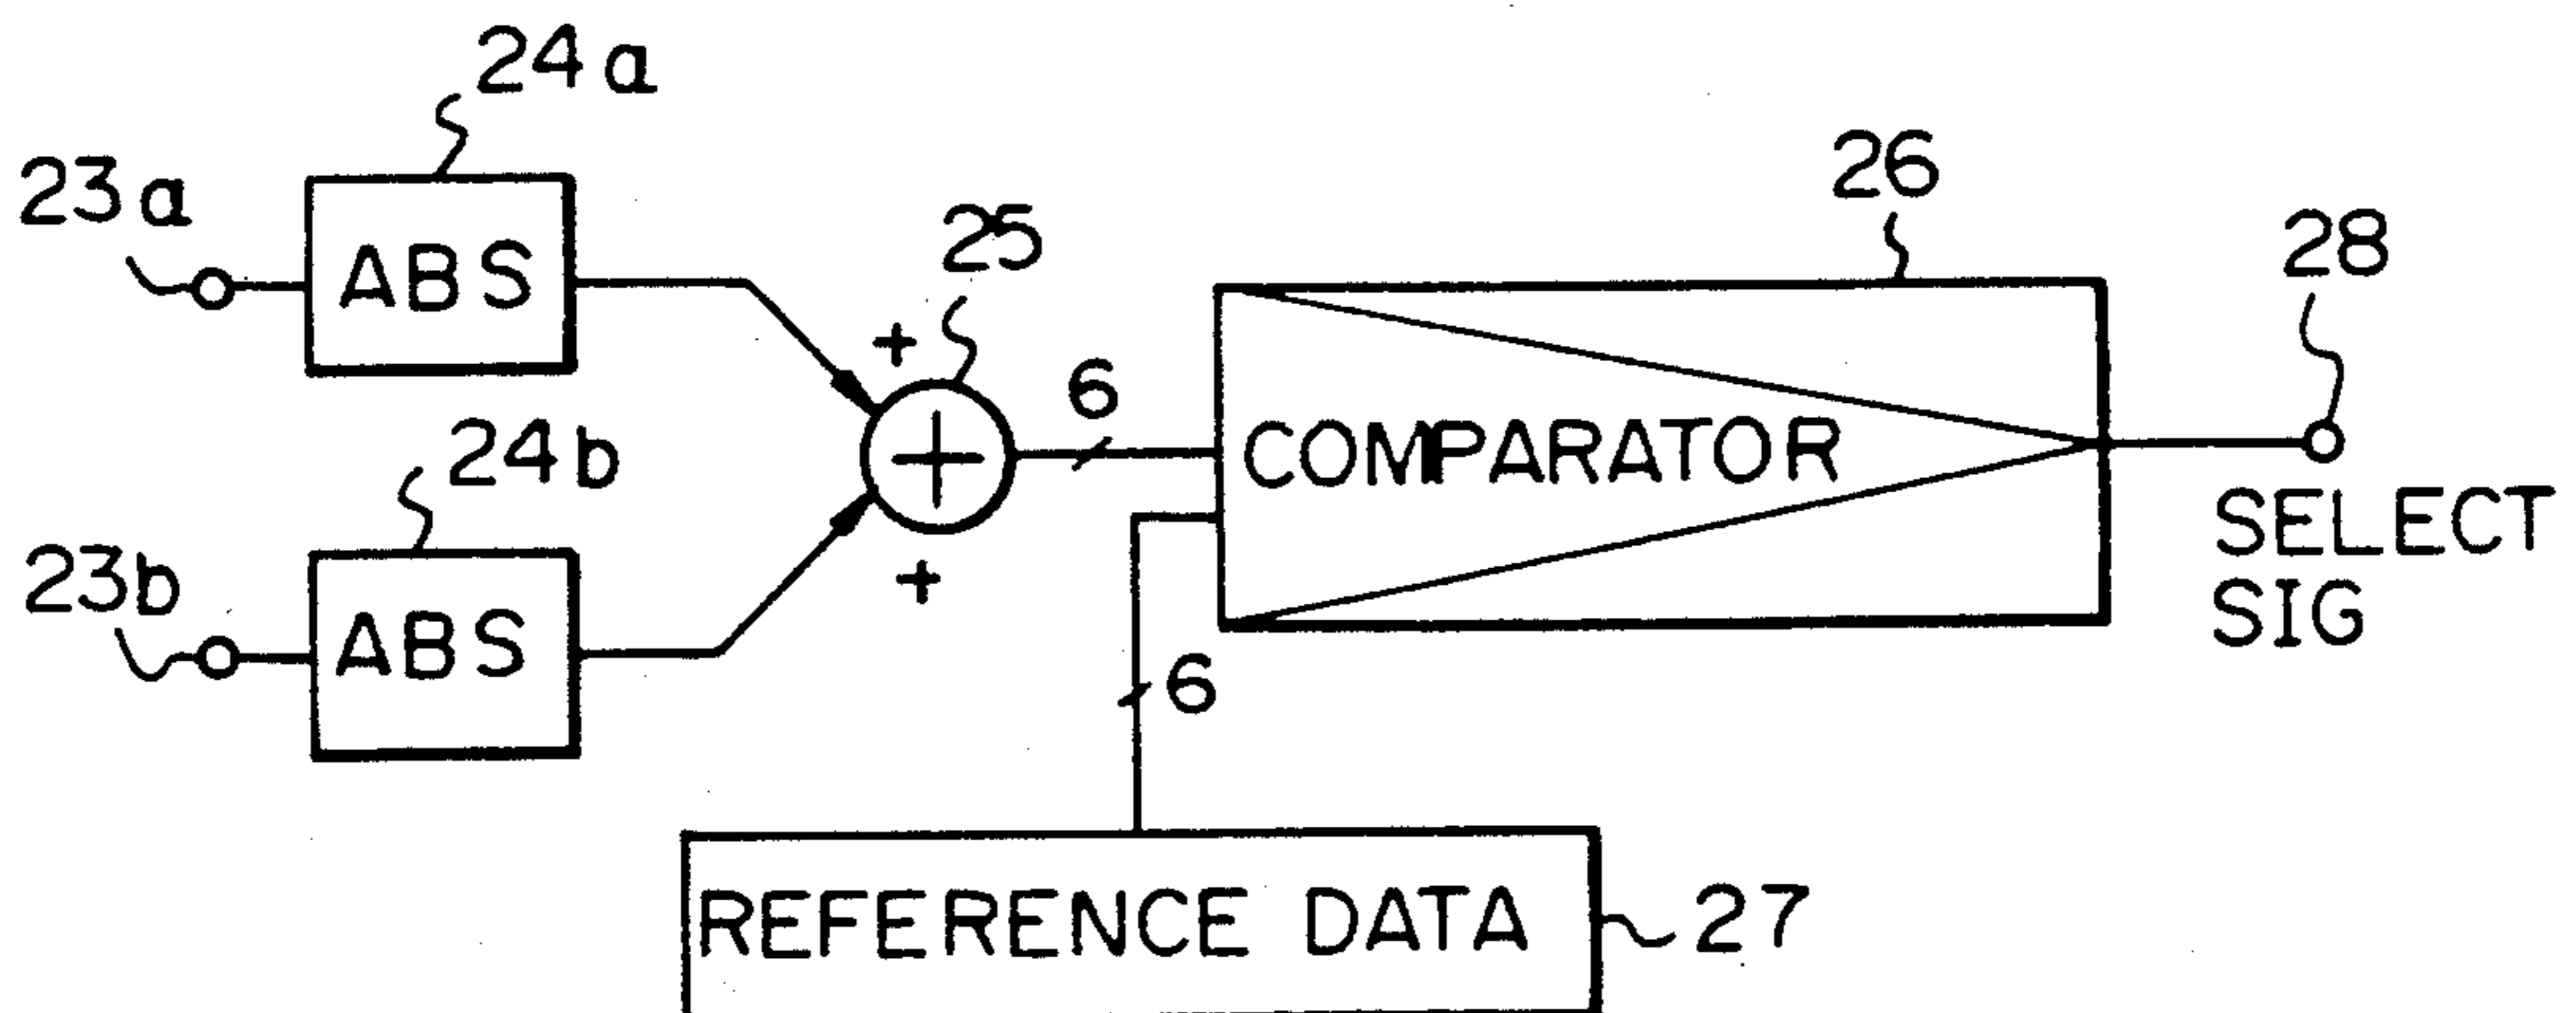 24a
23a
ABS
25
+
26
28
24b
6
COMPARATOR
+
SELECT
SIG
23b
ABS
+
6
REFERENCE DATA
27